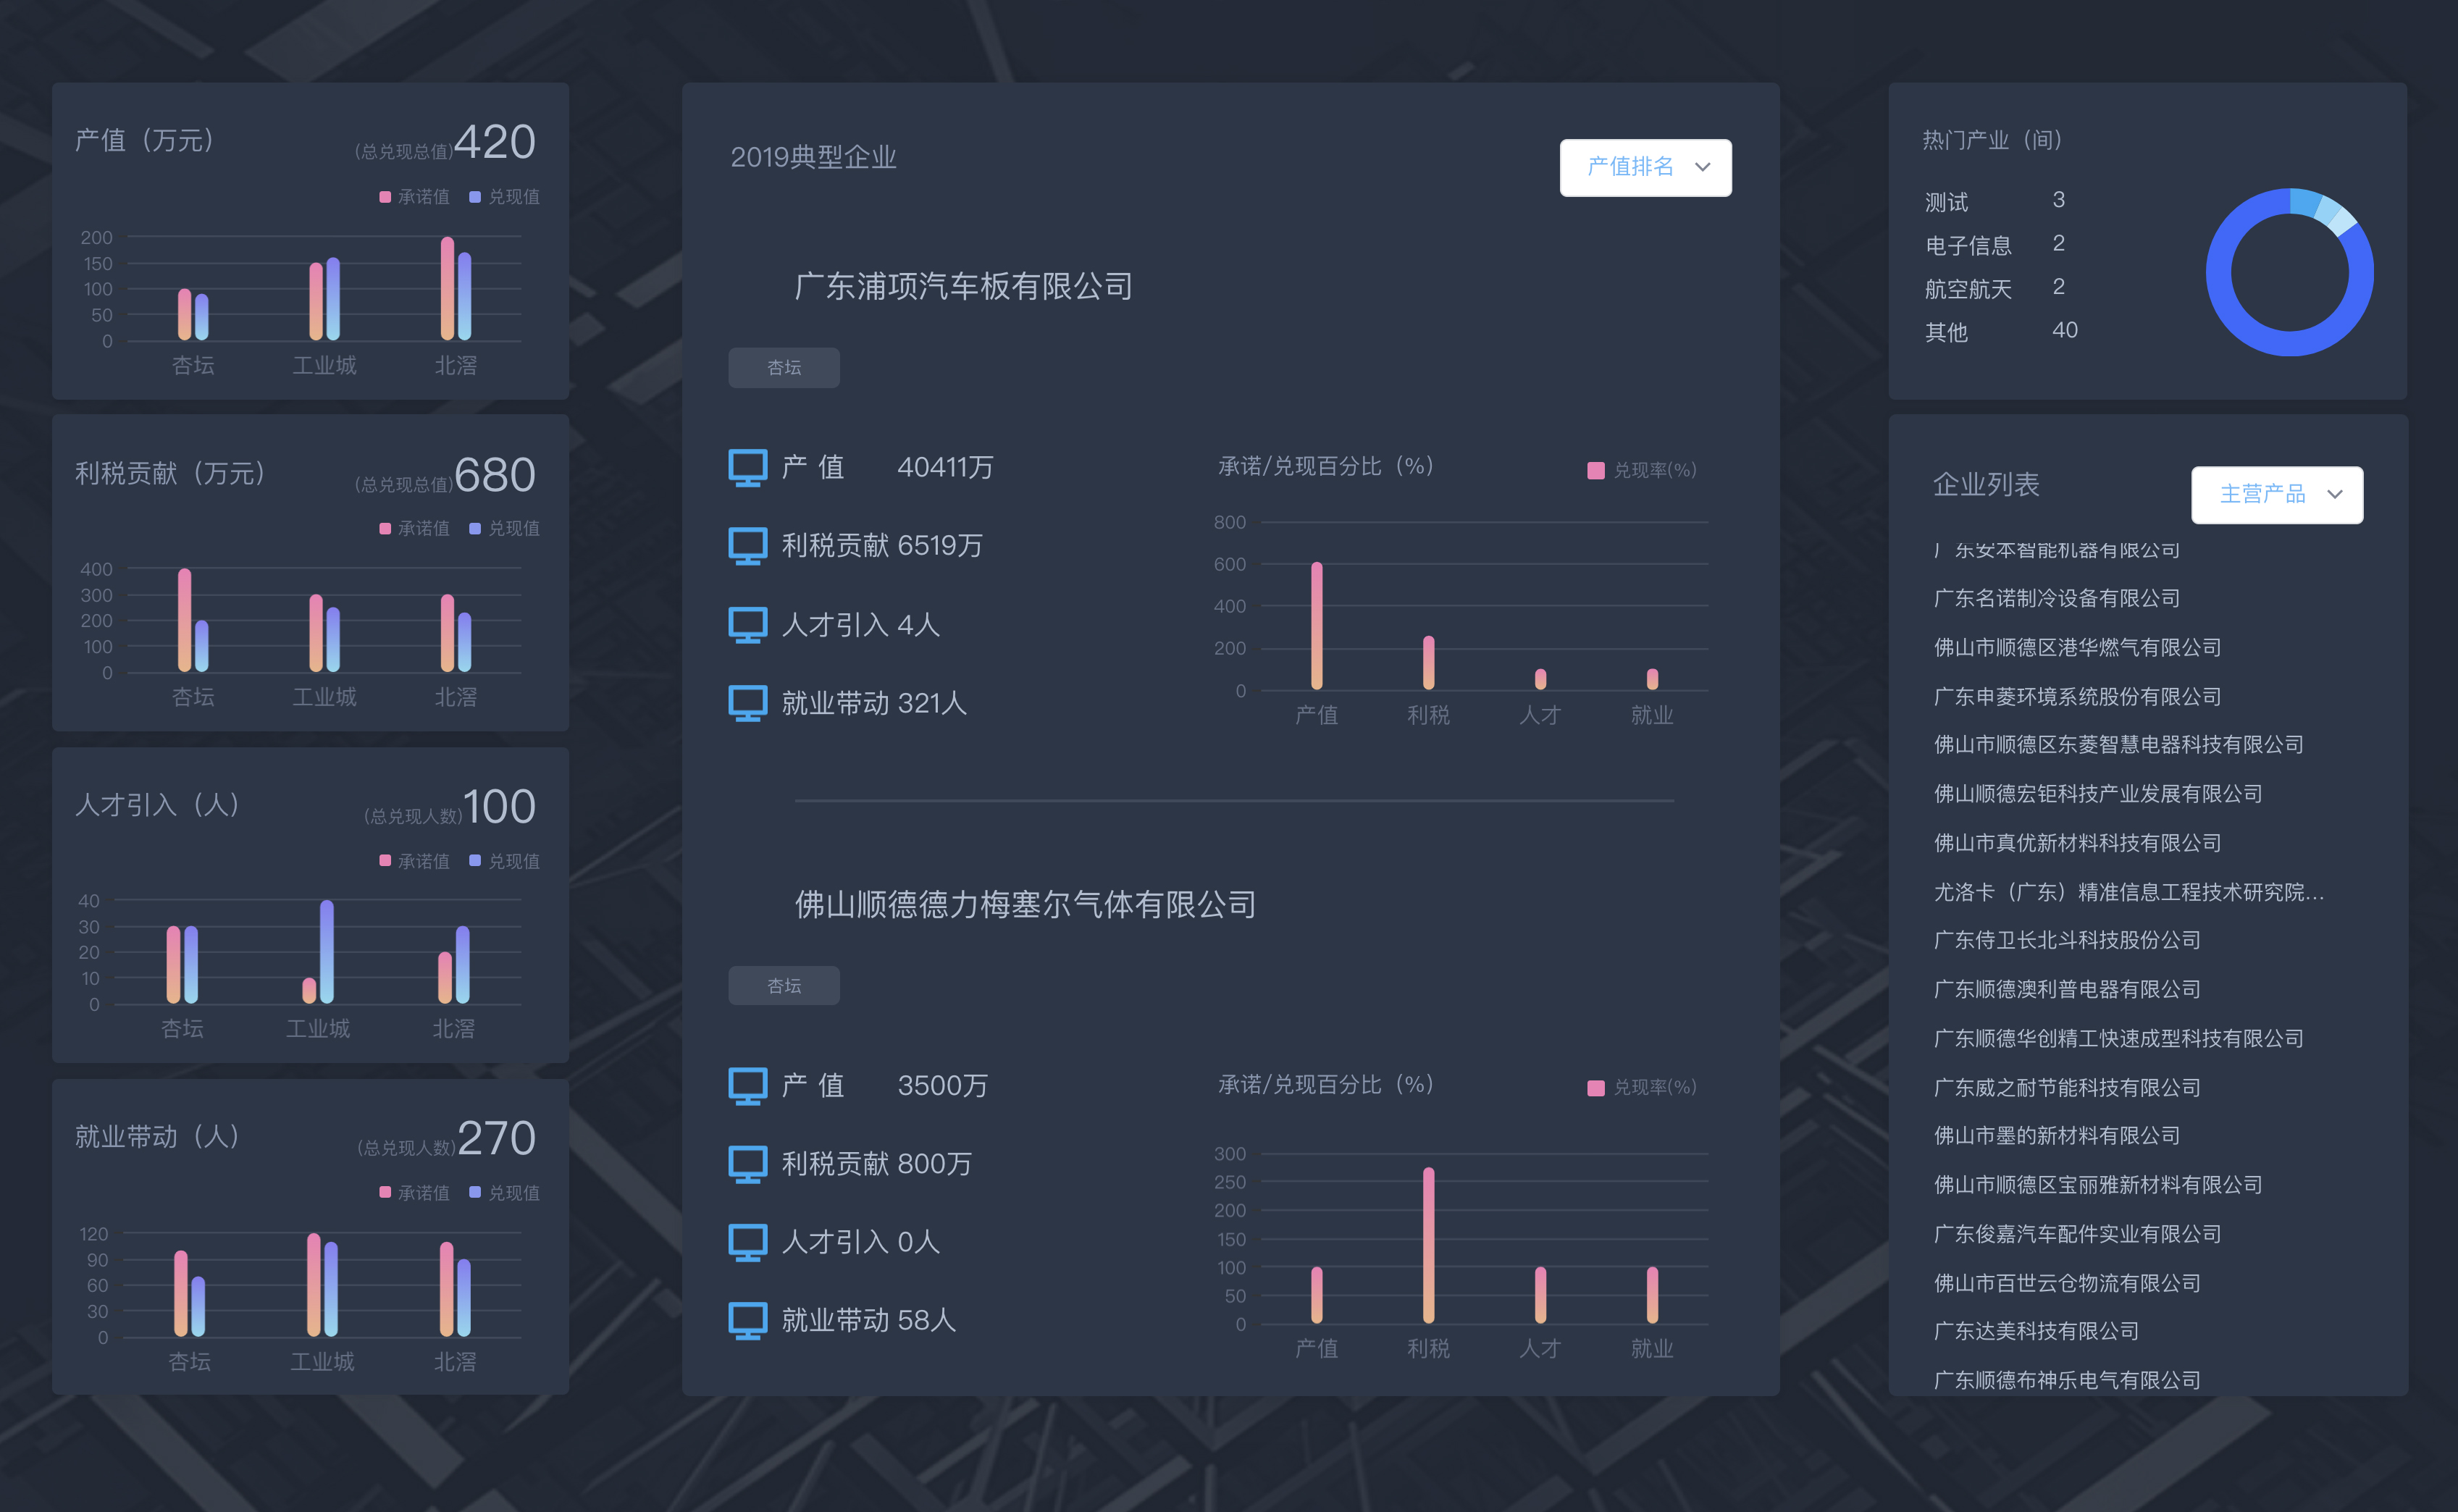 产值（万元）
(总兑现总值)420
承诺值 兑现值
200
150
100
50
0
杏坛 工业城 北滘
利税贡献（万元）
(总兑现总值)680
承诺值 兑现值
400
300
200
100
0
杏坛 工业城 北滘
人才引入（人）
(总兑现人数)100
承诺值 兑现值
40
30
20
10
0
杏坛 工业城 北滘
就业带动（人）
(总兑现人数)270
承诺值 兑现值
120
90
60
30
0
杏坛 工业城 北滘
2019典型企业
产值排名
广东浦项汽车板有限公司
杏坛
产 值 40411万
利税贡献 6519万
人才引入 4人
就业带动 321人
承诺/兑现百分比（%）
兑现率(%)
800
600
400
200
0
产值 利税 人才 就业
佛山顺德德力梅塞尔气体有限公司
杏坛
产 值 3500万
利税贡献 800万
人才引入 0人
就业带动 58人
承诺/兑现百分比（%）
兑现率(%)
300
250
200
150
100
50
0
产值 利税 人才 就业
热门产业（间）
测试 3
电子信息 2
航空航天 2
其他 40
企业列表
主营产品
广东安本智能机器有限公司
广东名诺制冷设备有限公司
佛山市顺德区港华燃气有限公司
广东申菱环境系统股份有限公司
佛山市顺德区东菱智慧电器科技有限公司
佛山顺德宏钜科技产业发展有限公司
佛山市真优新材料科技有限公司
尤洛卡（广东）精准信息工程技术研究院...
广东侍卫长北斗科技股份公司
广东顺德澳利普电器有限公司
广东顺德华创精工快速成型科技有限公司
广东威之耐节能科技有限公司
佛山市墨的新材料有限公司
佛山市顺德区宝丽雅新材料有限公司
广东俊嘉汽车配件实业有限公司
佛山市百世云仓物流有限公司
广东达美科技有限公司
广东顺德布神乐电气有限公司